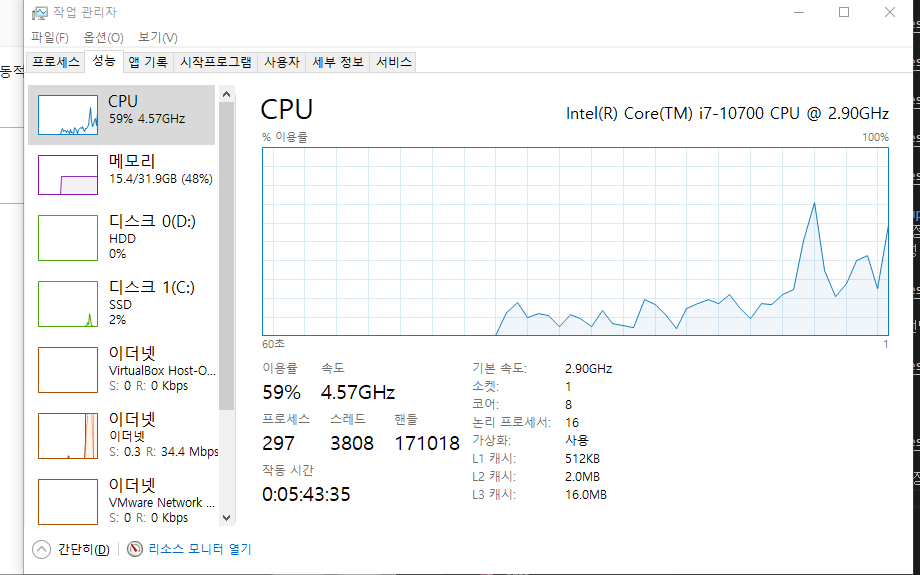 작업 관리자
파일(F) 옵션(O) 보기(V)
프로세스 성능 앱 기록 시작프로그램 사용자 세부 정보 서비스
동적
CPU
59% 4.57GHz
메모리
15.4/31.9GB (48%)
디스크 0(D:)
HDD
0%
디스크 1(C:)
SSD
2%
이더넷
VirtualBox Host-O...
S: 0 R: 0 Kbps
이더넷
이더넷
S: 0.3 R: 34.4 Mbps
이더넷
VMware Network ...
S: 0 R: 0 Kbps
CPU
Intel(R) Core(TM) i7-10700 CPU @ 2.90GHz
% 이용률 100%
60초 1
이용률 속도
59% 4.57GHz
프로세스 스레드 핸들
297 3808 171018
작동 시간
0:05:43:35
기본 속도: 2.90GHz
소켓: 1
코어: 8
논리 프로세서: 16
가상화: 사용
L1 캐시: 512KB
L2 캐시: 2.0MB
L3 캐시: 16.0MB
간단히(D) 리소스 모니터 열기